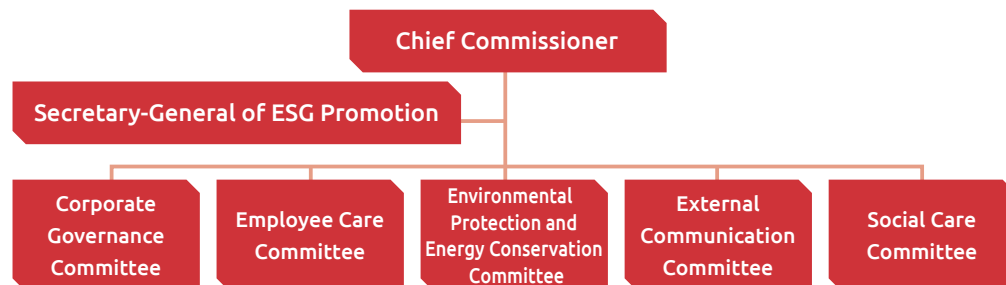 Chief Commissioner
Secretary-General of ESG Promotion
Corporate
Governance
Committee
Employee Care
Committee
Environmental
Protection and
Energy Conservation
Committee
External
Communication
Committee
Social Care
Committee